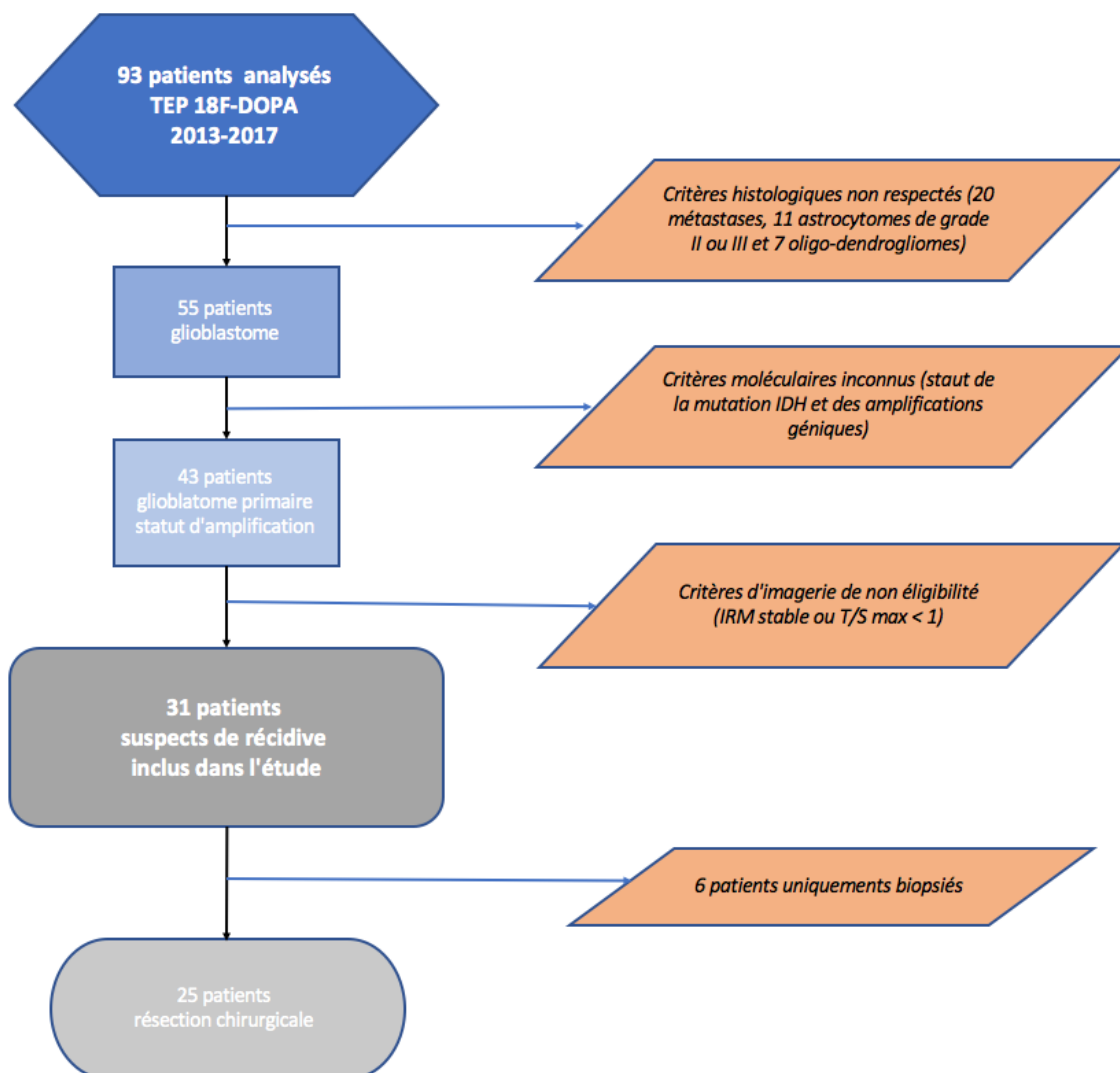 93 patients analysés
TEP 18F-DOPA
2013-2017
Critères histologiques non respectés (20
métastases, 11 astrocytomes de grade
II ou III et 7 oligo-dendrogliomes)
55 patients
glioblastome
Critères moléculaires inconnus (staut de
la mutation IDH et des amplifications
géniques)
43 patients
glioblatome primaire
statut d'amplification
Critères d'imagerie de non éligibilité
(IRM stable ou T/S max < 1)
31 patients
suspects de récidive
inclus dans l'étude
6 patients uniquements biopsiés
25 patients
résection chirurgicale